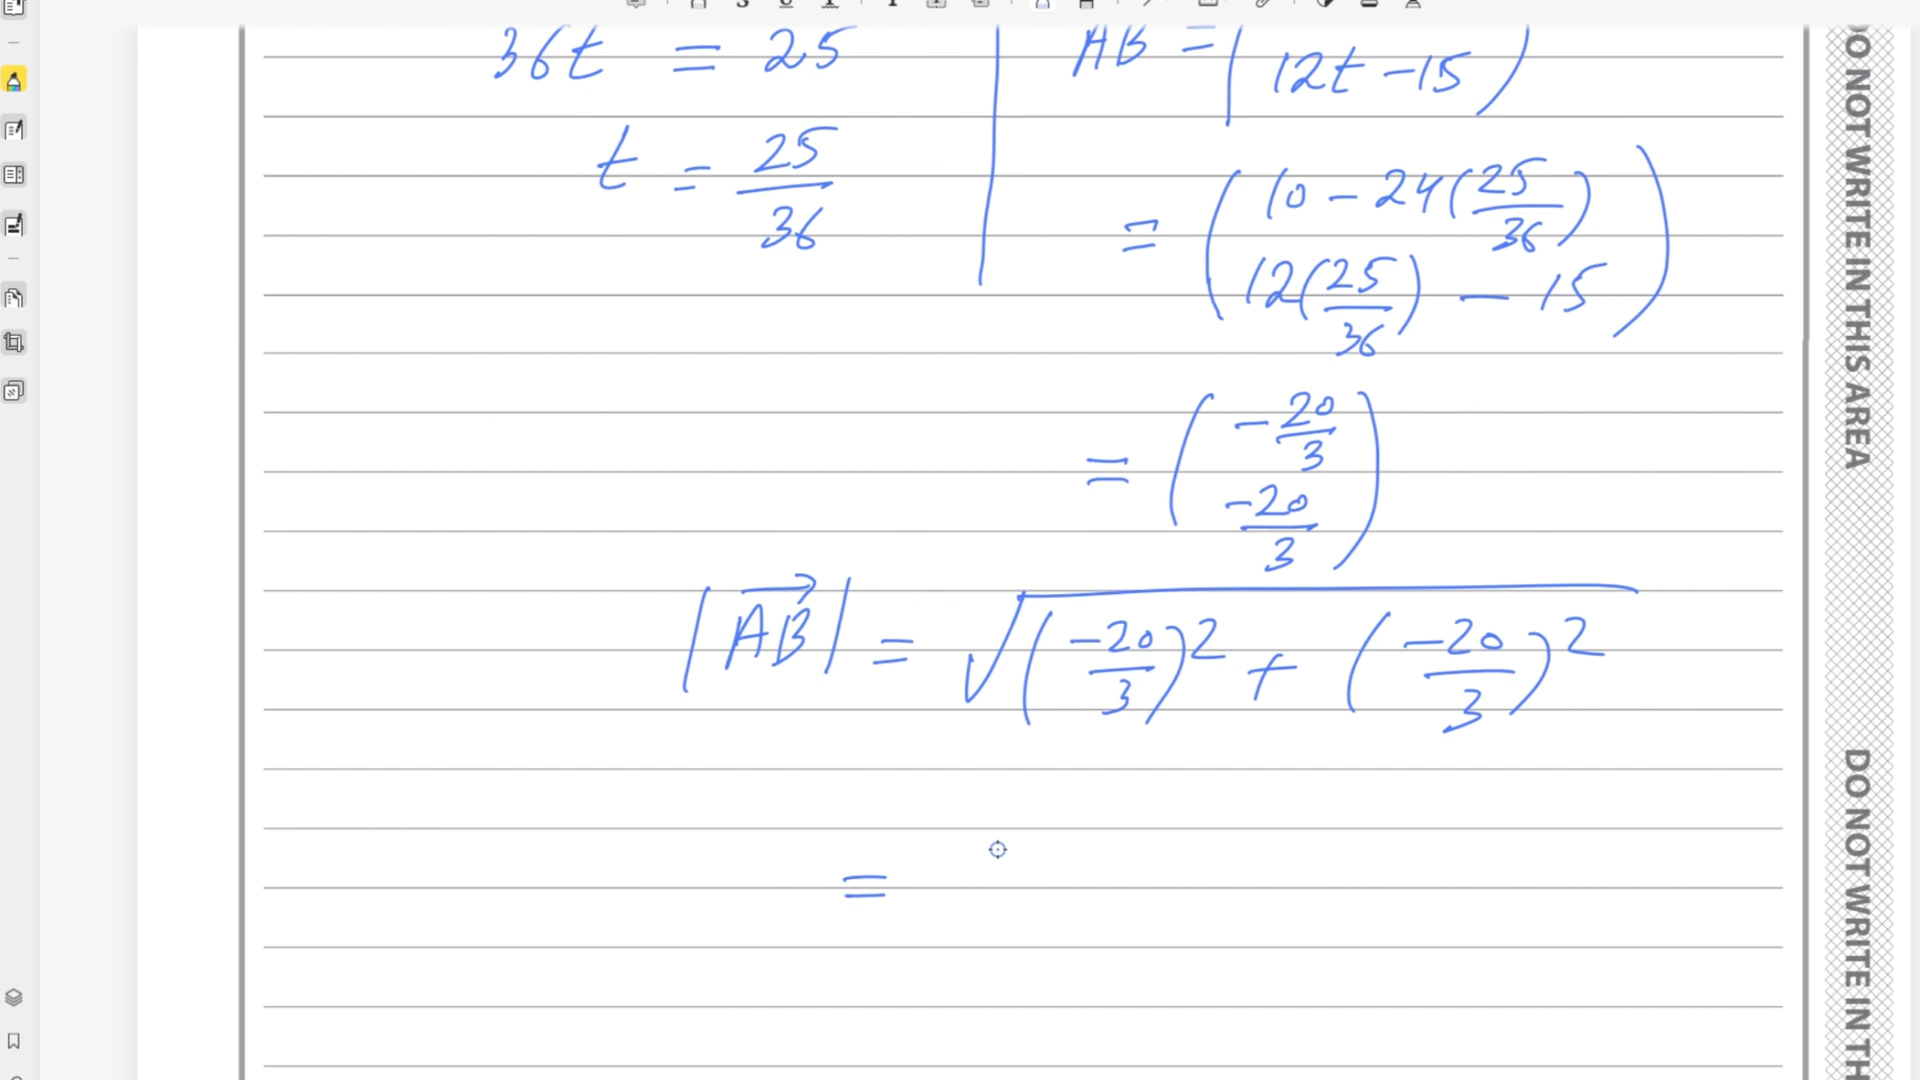 36t = 25
t = 25/36
AB = ( 12t - 15 )
= ( 10 - 24(25/36)
12(25/36) - 15 )
= ( -20/3
-20/3 )
|AB| = √((-20/3)² + (-20/3)²)
=
DO NOT WRITE IN THIS AREA
DO NOT WRITE IN TH